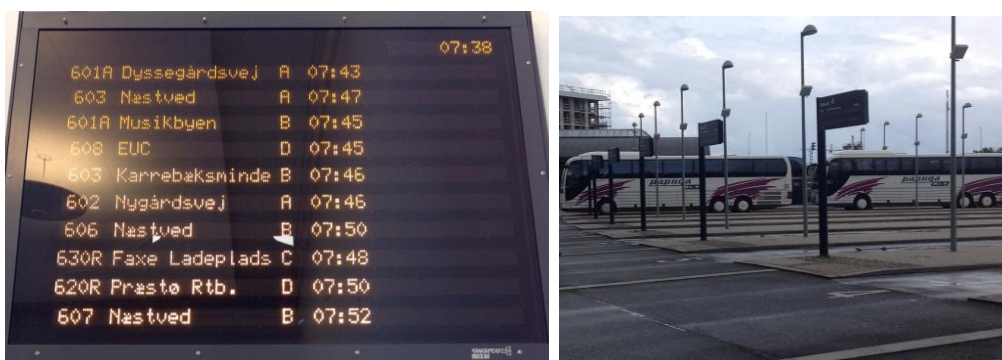 07:38
601A Dyssegårdsvej A 07:43
603 Næstved A 07:47
601A Musikbyen B 07:45
608 EUC D 07:45
603 Karrebæksminde B 07:46
602 Nygårdsvej A 07:46
606 Næstved B 07:50
630R Faxe Ladeplads C 07:48
620R Præstø Rtb. D 07:50
607 Næstved B 07:52
papuga
papuga